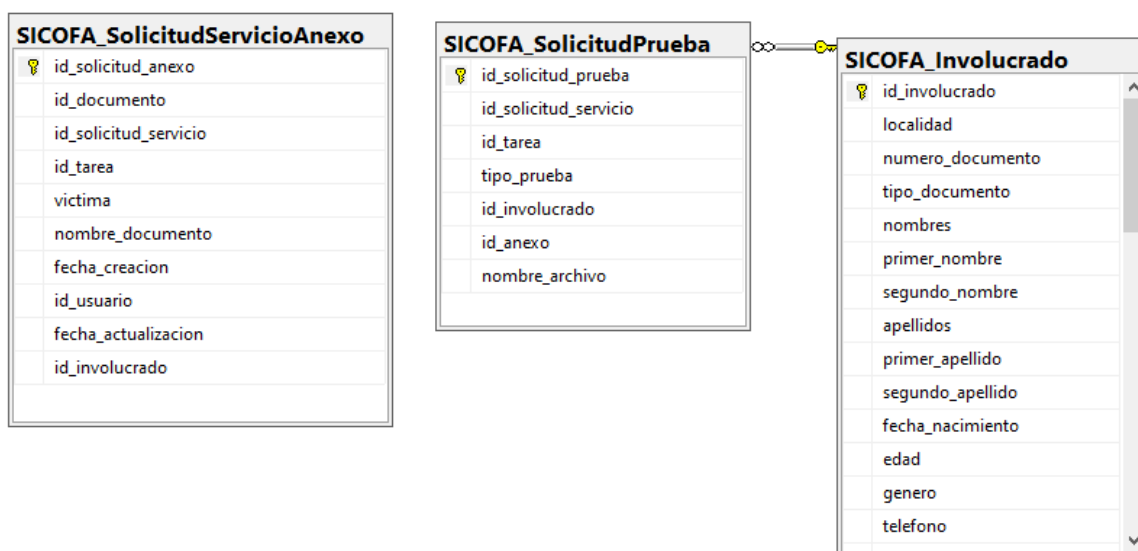 SICOFA_SolicitudServicioAnexo
id_solicitud_anexo
id_documento
id_solicitud_servicio
id_tarea
victima
nombre_documento
fecha_creacion
id_usuario
fecha_actualizacion
id_involucrado
SICOFA_SolicitudPrueba
id_solicitud_prueba
id_solicitud_servicio
id_tarea
tipo_prueba
id_involucrado
id_anexo
nombre_archivo
SICOFA_Involucrado
id_involucrado
localidad
numero_documento
tipo_documento
nombres
primer_nombre
segundo_nombre
apellidos
primer_apellido
segundo_apellido
fecha_nacimiento
edad
genero
telefono